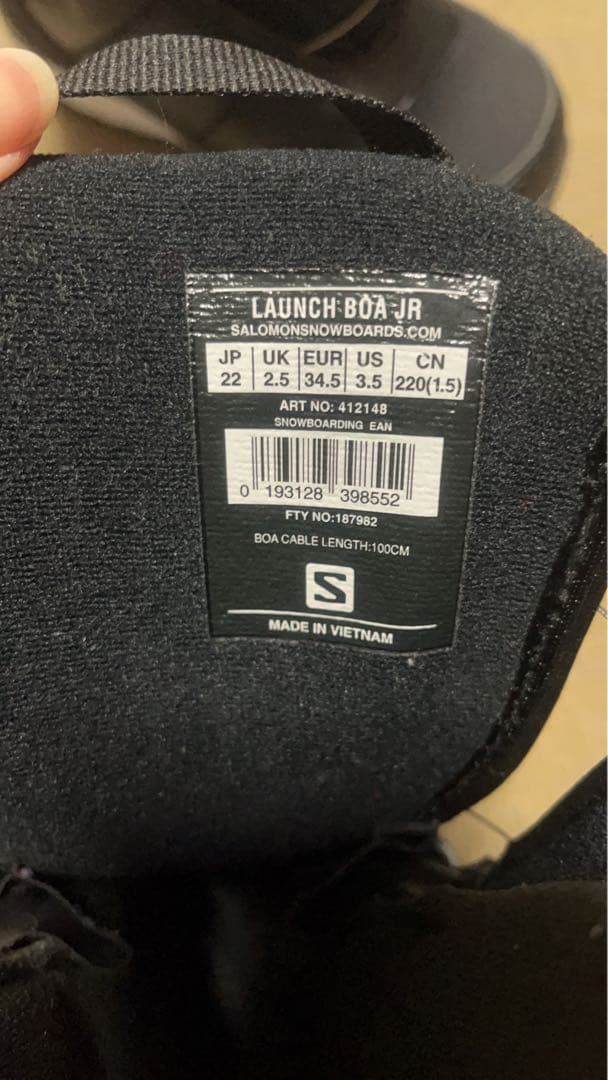 LAUNCH BOA JR
SALOMONSNOWBOARDS.COM
JP UK EUR US CN
22 2.5 34.5 3.5 220(1.5)
ART NO: 412148
SNOWBOARDING EAN
0 193128 398552
FTY NO:187982
BOA CABLE LENGTH:100CM
S
MADE IN VIETNAM